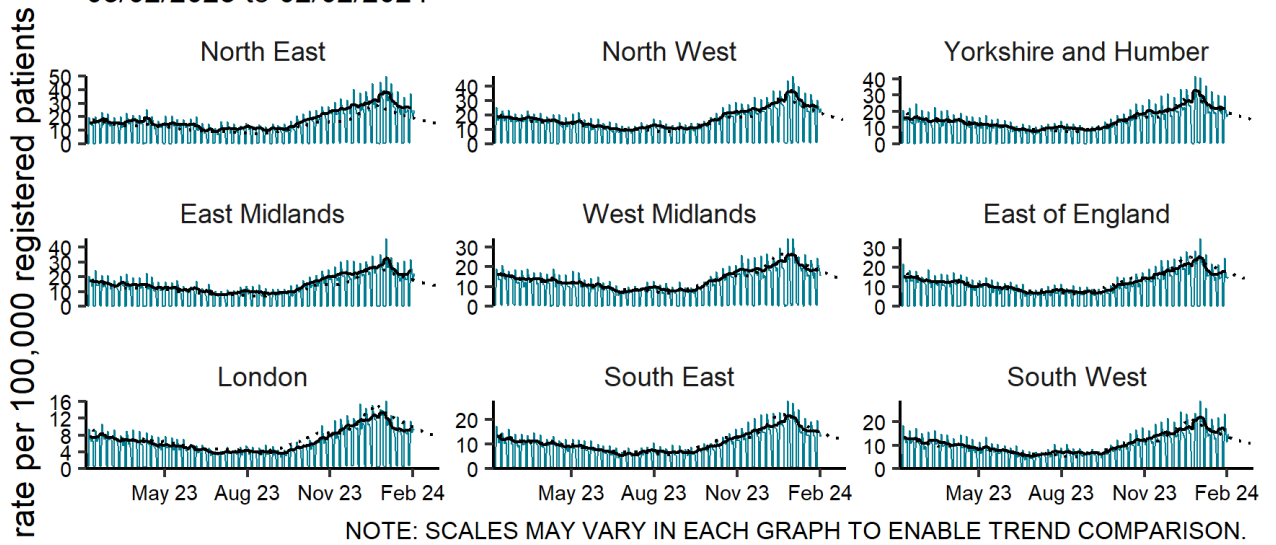 North East North West Yorkshire and Humber
50 40 30 20 10 0
40 30 20 10 0
40 30 20 10 0
East Midlands West Midlands East of England
40 30 20 10 0
30 20 10 0
30 20 10 0
London South East South West
16 12 8 4 0
20 10 0
20 10 0
May 23 Aug 23 Nov 23 Feb 24 May 23 Aug 23 Nov 23 Feb 24 May 23 Aug 23 Nov 23 Feb 24
rate per 100,000 registered patients
NOTE: SCALES MAY VARY IN EACH GRAPH TO ENABLE TREND COMPARISON.